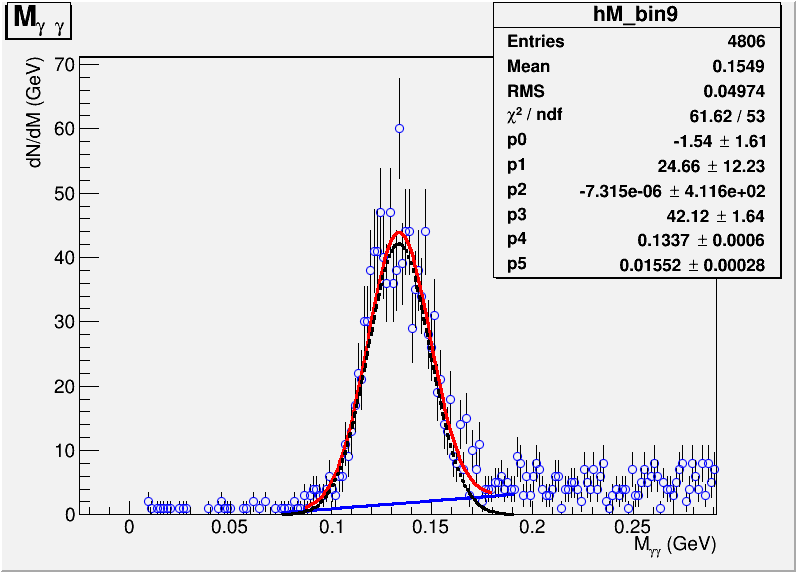 Mγ γ
hM_bin9
Entries 4806
Mean 0.1549
RMS 0.04974
χ² / ndf 61.62 / 53
p0 -1.54 ± 1.61
p1 24.66 ± 12.23
p2 -7.315e-06 ± 4.116e+02
p3 42.12 ± 1.64
p4 0.1337 ± 0.0006
p5 0.01552 ± 0.00028
dN/dM (GeV)
70
60
50
40
30
20
10
0
0 0.05 0.1 0.15 0.2 0.25
Mγγ (GeV)